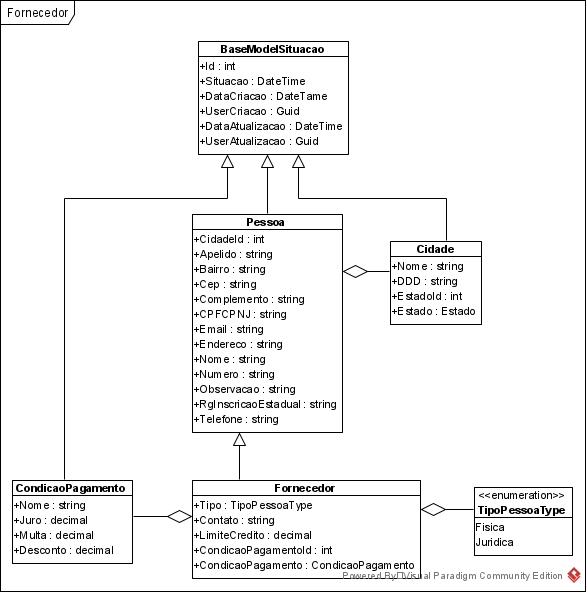 Fornecedor
BaseModelSituacao
+Id : int
+Situacao : DateTime
+DataCriacao : DateTame
+UserCriacao : Guid
+DataAtualizacao : DateTime
+UserAtualizacao : Guid
Pessoa
+CidadeId : int
+Apelido : string
+Bairro : string
+Cep : string
+Complemento : string
+CPFCPNJ : string
+Email : string
+Endereco : string
+Nome : string
+Numero : string
+Observacao : string
+RgInscricaoEstadual : string
+Telefone : string
Cidade
+Nome : string
+DDD : string
+EstadoId : int
+Estado : Estado
CondicaoPagamento
+Nome : string
+Juro : decimal
+Multa : decimal
+Desconto : decimal
Fornecedor
+Tipo : TipoPessoaType
+Contato : string
+LimiteCredito : decimal
+CondicaoPagamentoId : int
+CondicaoPagamento : CondicaoPagamento
<<enumeration>>
TipoPessoaType
Fisica
Juridica
Powered By Visual Paradigm Community Edition